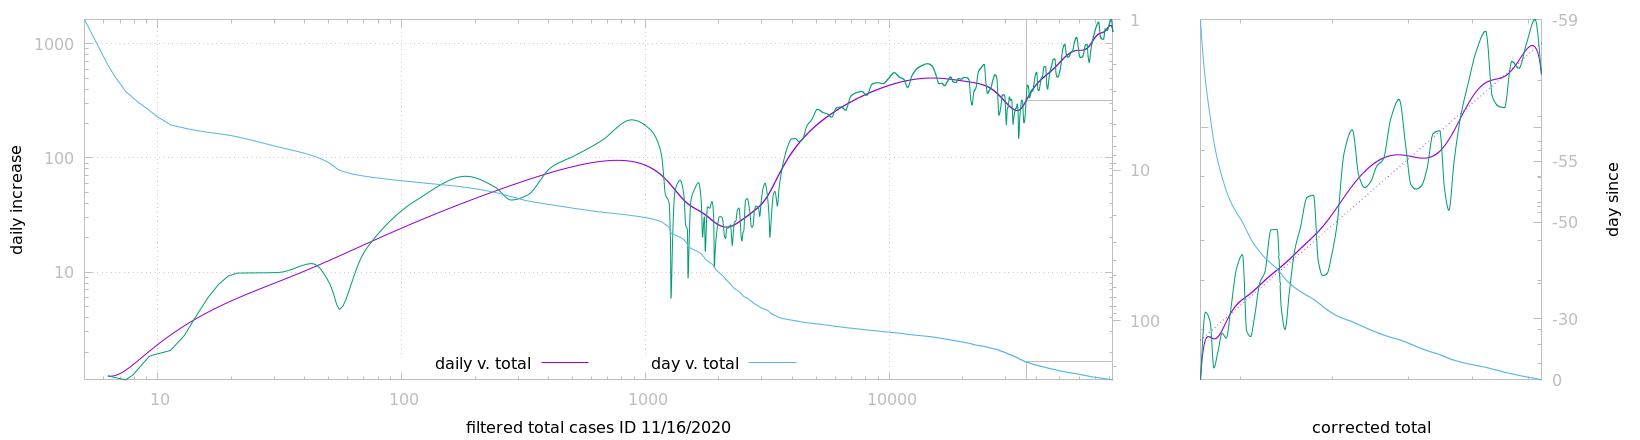 1000
100
10
daily increase
10
100
1000
10000
1
10
100
daily v. total
day v. total
filtered total cases ID 11/16/2020
-59
-55
-50
-30
0
day since
corrected total